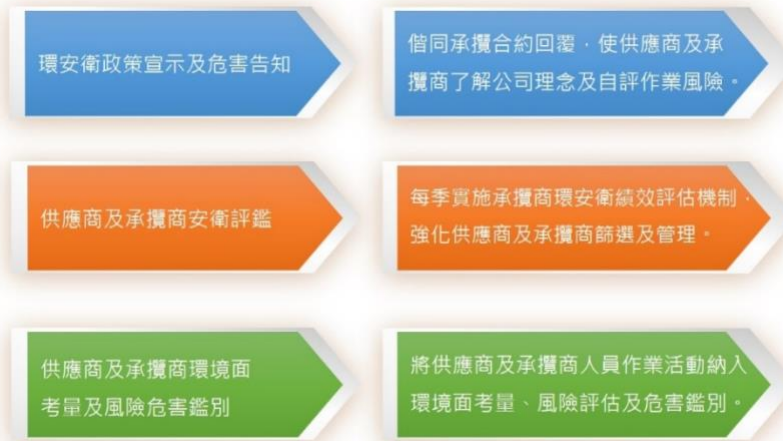 環安衛政策宣示及危害告知
偕同承攬合約回覆，使供應商及承
攬商了解公司理念及自評作業風險。
供應商及承攬商安衛評鑑
每季實施承攬商環安衛績效評估機制，
強化供應商及承攬商篩選及管理。
供應商及承攬商環境面
考量及風險危害鑑別
將供應商及承攬商人員作業活動納入
環境面考量、風險評估及危害鑑別。